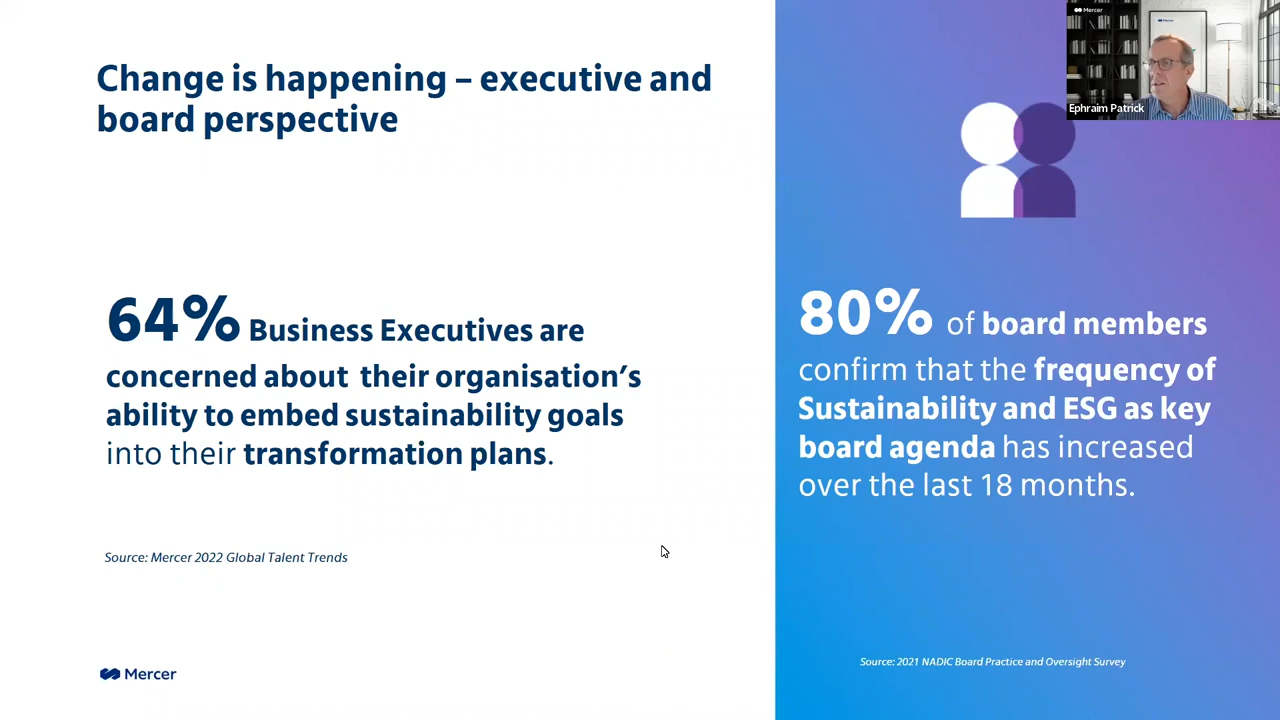 Change is happening – executive and
board perspective
64% Business Executives are
concerned about  their organisation’s
ability to embed sustainability goals
into their transformation plans.
Source: Mercer 2022 Global Talent Trends
Mercer
Mercer
Mercer
Ephraim Patrick
80% of board members
confirm that the frequency of
Sustainability and ESG as key
board agenda has increased
over the last 18 months.
Source: 2021 NADIC Board Practice and Oversight Survey